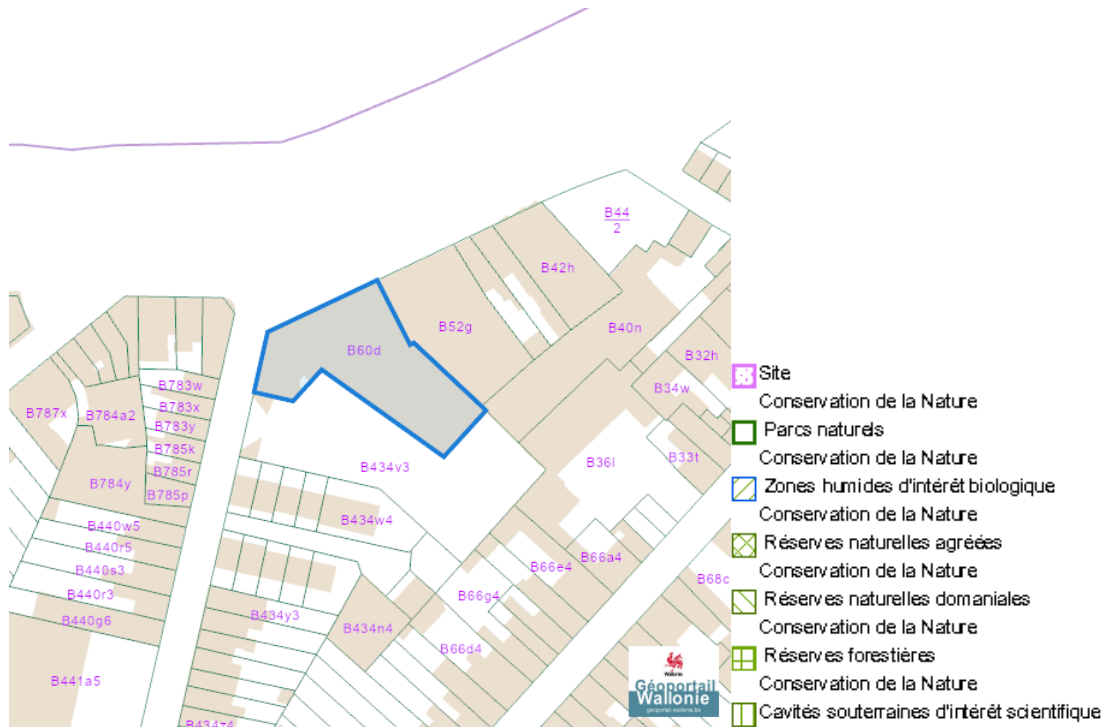 B44
2
B42h
B52g
B40n
B60d
B32h
B783w
B34w
B783x
B787x
B784a2
B783y
B785k
B33t
B36l
B434v3
B785r
B784y
B785p
B440w5
B434w4
B440r5
B66a4
B66e4
B440s3
B68c
B440r3
B66g4
B434y3
B440g6
B434n4
B66d4
B441a5
B434z4
Wallonie
Géoportail
Wallonie
geoportail.wallonie.be
Site
Conservation de la Nature
Parcs naturels
Conservation de la Nature
Zones humides d'intérêt biologique
Conservation de la Nature
Réserves naturelles agréées
Conservation de la Nature
Réserves naturelles domaniales
Conservation de la Nature
Réserves forestières
Conservation de la Nature
Cavités souterraines d'intérêt scientifique